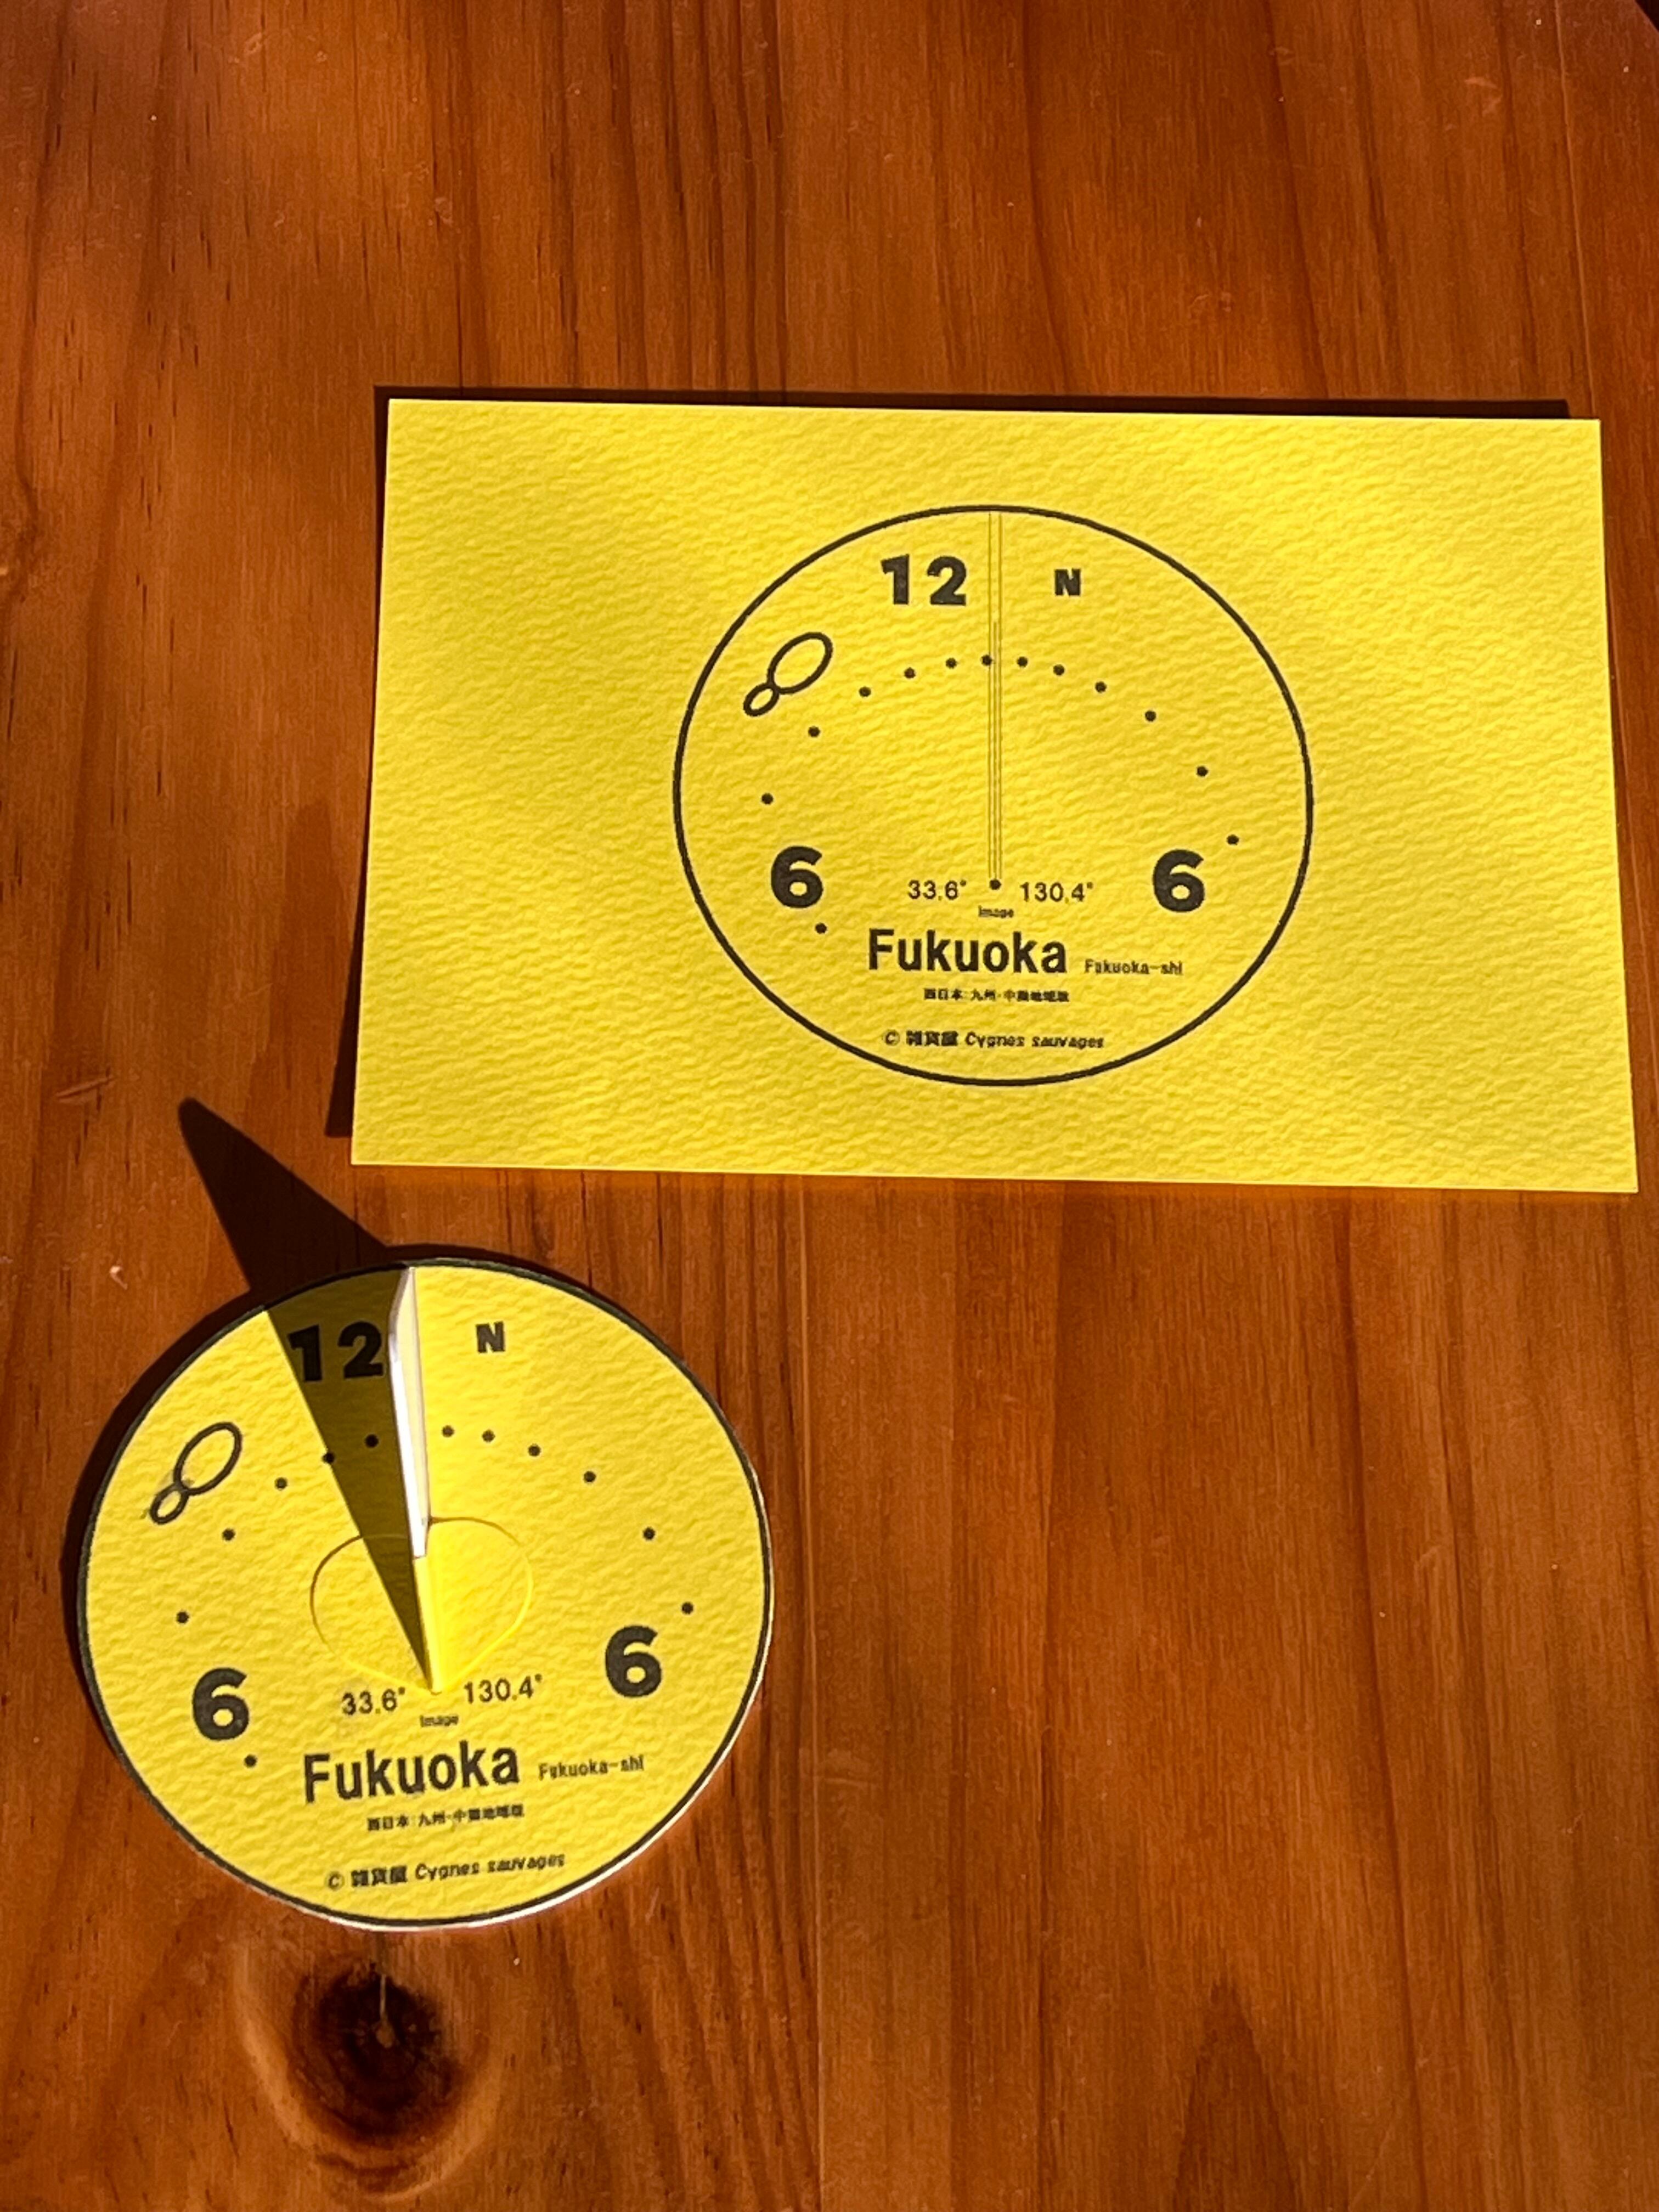 12 N
6 6
33.6° 130.4°
Image
Fukuoka Fukuoka-shi
西日本:九州・中国地域版
© 雑貨屋 Cygnes sauvages
12 N
6 6
33.6° 130.4°
Image
Fukuoka Fukuoka-shi
西日本:九州・中国地域版
© 雑貨屋 Cygnes sauvages